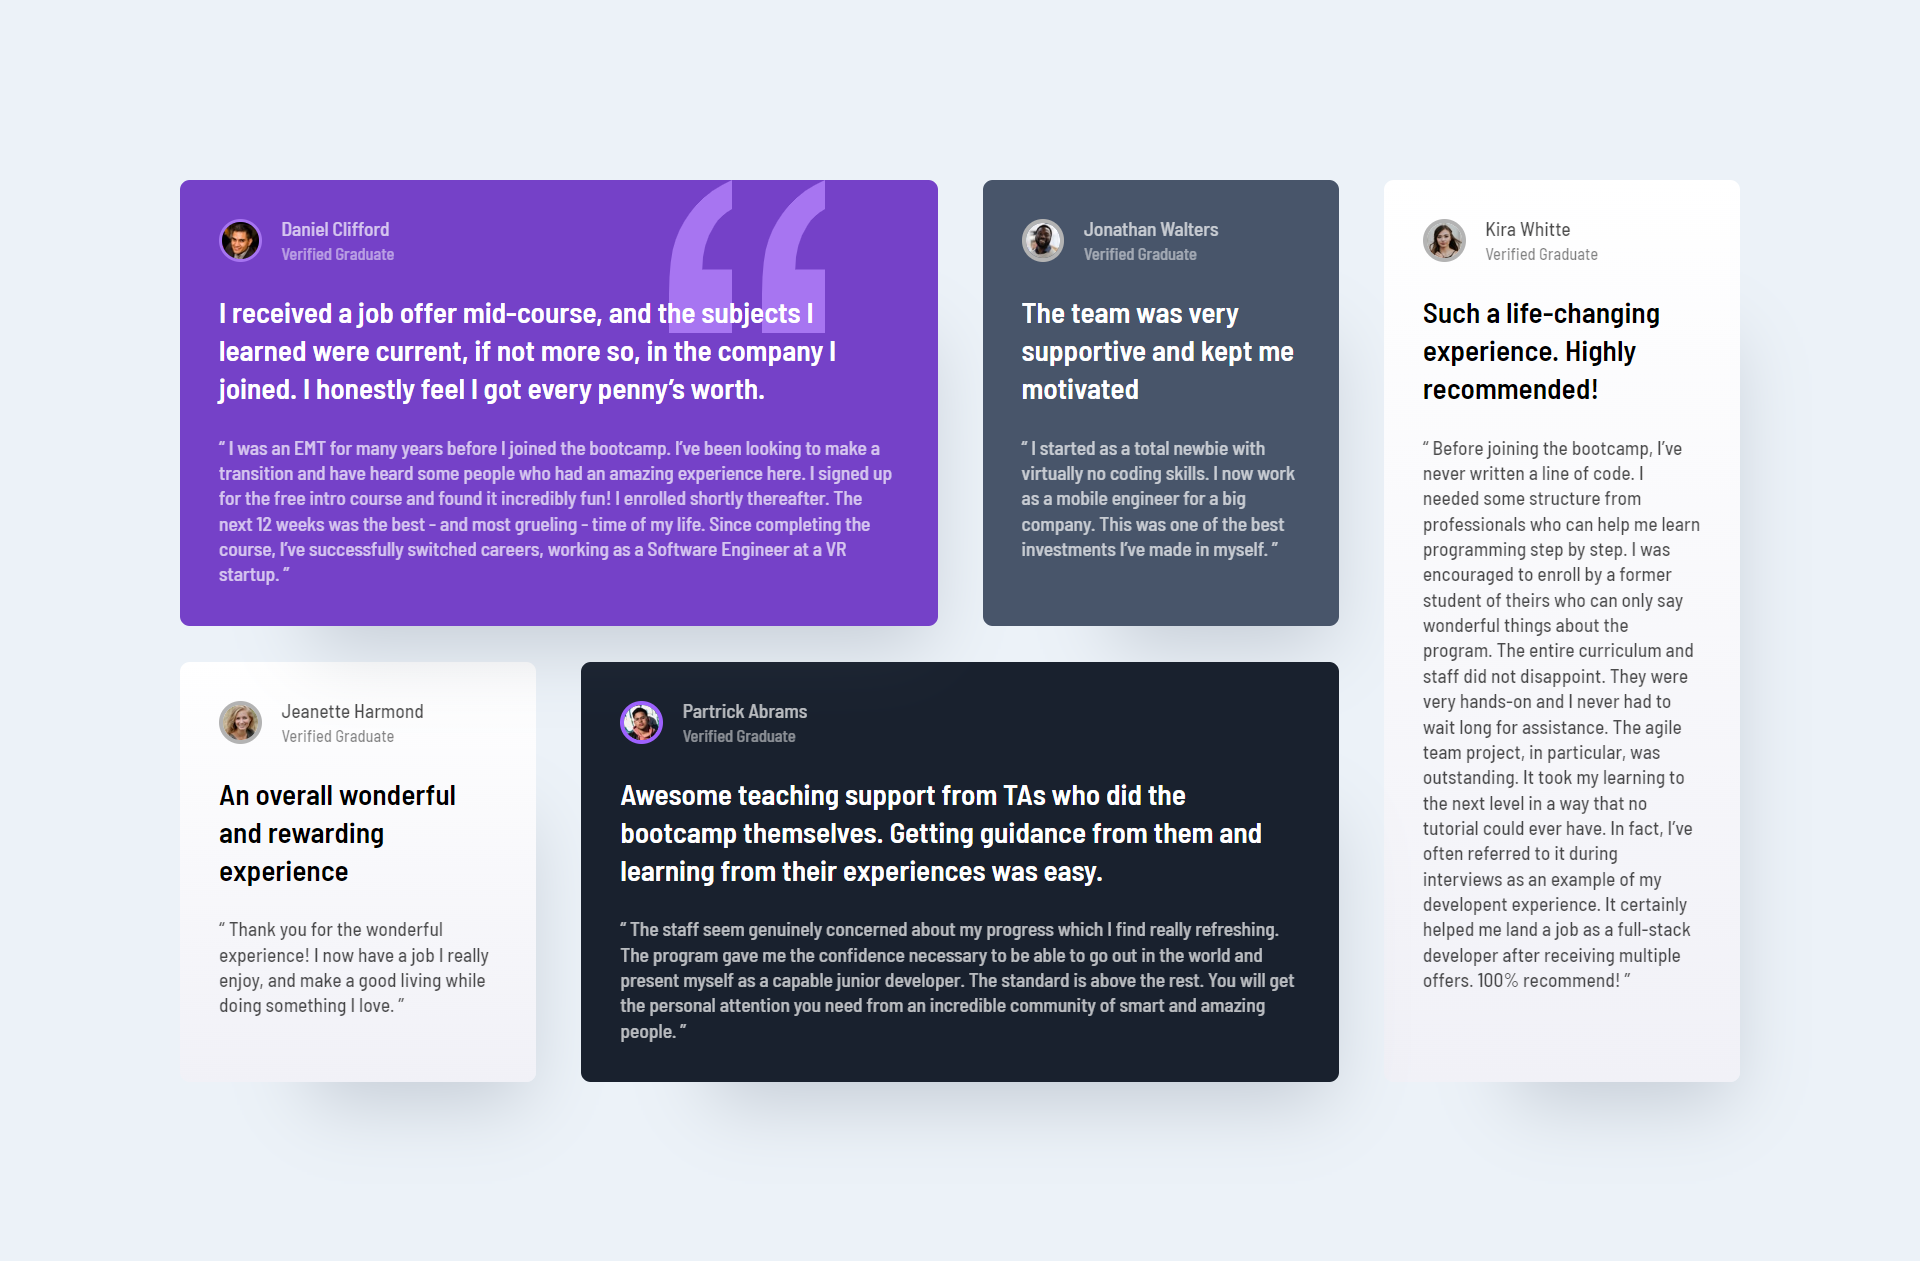 Daniel Clifford
Verified Graduate
I received a job offer mid-course, and the subjects I
learned were current, if not more so, in the company I
joined. I honestly feel I got every penny’s worth.
“ I was an EMT for many years before I joined the bootcamp. I’ve been looking to make a
transition and have heard some people who had an amazing experience here. I signed up
for the free intro course and found it incredibly fun! I enrolled shortly thereafter. The
next 12 weeks was the best - and most grueling - time of my life. Since completing the
course, I’ve successfully switched careers, working as a Software Engineer at a VR
startup. ”
Jonathan Walters
Verified Graduate
The team was very
supportive and kept me
motivated
“ I started as a total newbie with
virtually no coding skills. I now work
as a mobile engineer for a big
company. This was one of the best
investments I’ve made in myself. ”
Kira Whitte
Verified Graduate
Such a life-changing
experience. Highly
recommended!
“ Before joining the bootcamp, I’ve
never written a line of code. I
needed some structure from
professionals who can help me learn
programming step by step. I was
encouraged to enroll by a former
student of theirs who can only say
wonderful things about the
program. The entire curriculum and
staff did not disappoint. They were
very hands-on and I never had to
wait long for assistance. The agile
team project, in particular, was
outstanding. It took my learning to
the next level in a way that no
tutorial could ever have. In fact, I’ve
often referred to it during
interviews as an example of my
developent experience. It certainly
helped me land a job as a full-stack
developer after receiving multiple
offers. 100% recommend! ”
Jeanette Harmond
Verified Graduate
An overall wonderful
and rewarding
experience
“ Thank you for the wonderful
experience! I now have a job I really
enjoy, and make a good living while
doing something I love. ”
Partrick Abrams
Verified Graduate
Awesome teaching support from TAs who did the
bootcamp themselves. Getting guidance from them and
learning from their experiences was easy.
“ The staff seem genuinely concerned about my progress which I find really refreshing.
The program gave me the confidence necessary to be able to go out in the world and
present myself as a capable junior developer. The standard is above the rest. You will get
the personal attention you need from an incredible community of smart and amazing
people. ”